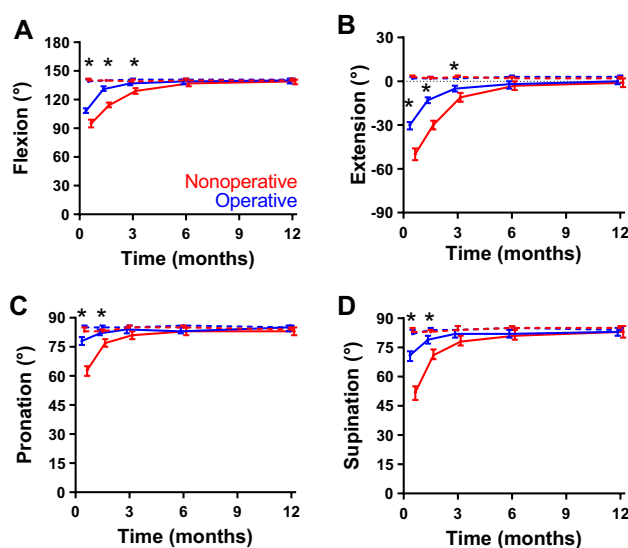 A
* * *
Flexion (°)
180
150
120
90
60
30
0
Nonoperative
Operative
0 3 6 9 12
Time (months)
B
* * *
Extension (°)
30
0
-30
-60
-90
0 3 6 9 12
Time (months)
C
* *
Pronation (°)
90
75
60
45
30
15
0
0 3 6 9 12
Time (months)
D
* *
Supination (°)
90
75
60
45
30
15
0
0 3 6 9 12
Time (months)